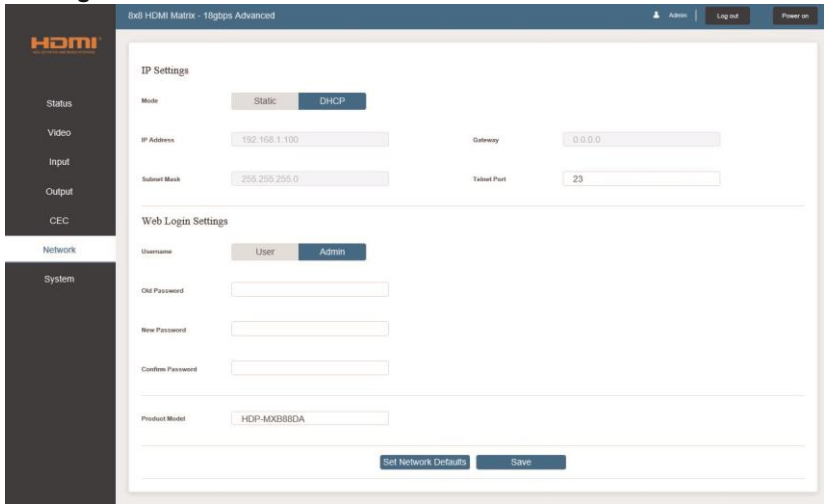 8x8 HDMI Matrix - 18gbps Advanced
Admin
Log out
Power on
HDMI
Status
Video
Input
Output
CEC
Network
System
IP Settings
Mode
Static
DHCP
IP Address
192.168.1.100
Gateway
0.0.0.0
Subnet Mask
255.255.255.0
Telnet Port
23
Web Login Settings
Username
User
Admin
Old Password
New Password
Confirm Password
Product Model
HDP-MXB88DA
Set Network Defaults
Save